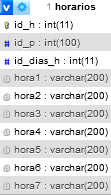 v 1 horarios
id_h : int(11)
# id_p : int(100)
# id_dias_h : int(11)
hora1 : varchar(200)
hora2 : varchar(200)
hora3 : varchar(200)
hora4 : varchar(200)
hora5 : varchar(200)
hora6 : varchar(200)
hora7 : varchar(200)